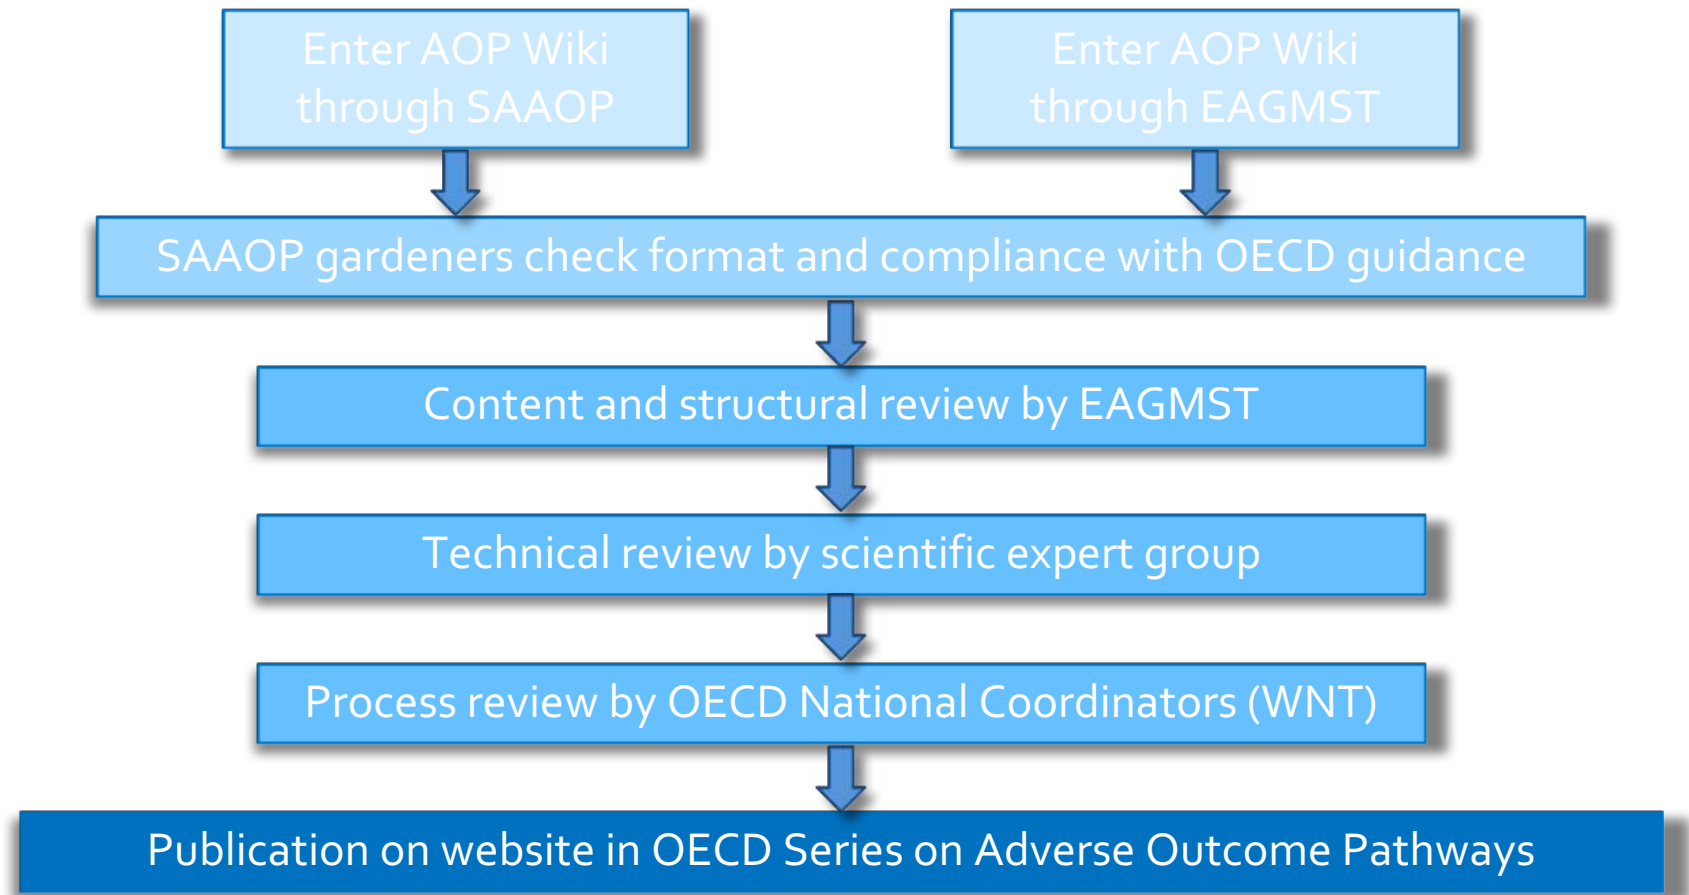 Enter AOP Wiki
through SAAOP
Enter AOP Wiki
through EAGMST
SAAOP gardeners check format and compliance with OECD guidance
Content and structural review by EAGMST
Technical review by scientific expert group
Process review by OECD National Coordinators (WNT)
Publication on website in OECD Series on Adverse Outcome Pathways